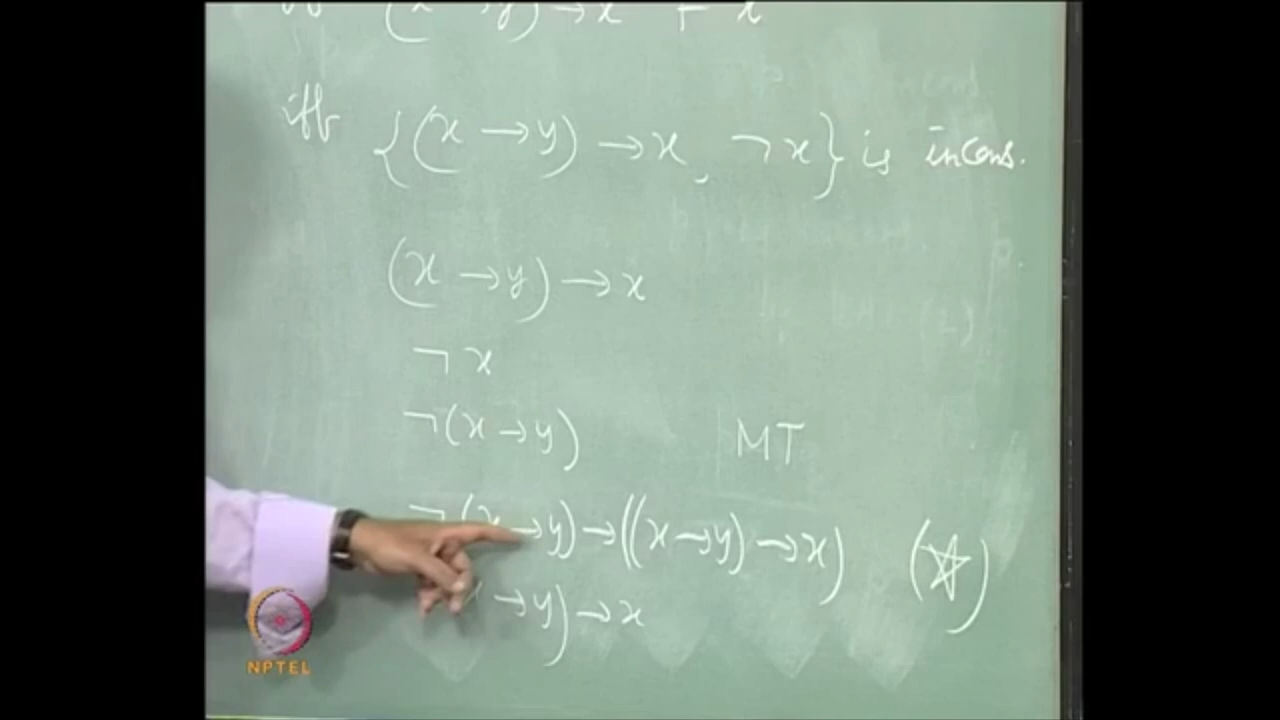 iff {(x → y) → x, ¬x} is incons.
(x → y) → x
¬x
¬(x → y) MT
¬(x → y) → ((x → y) → x) (☆)
→ y) → x
NPTEL